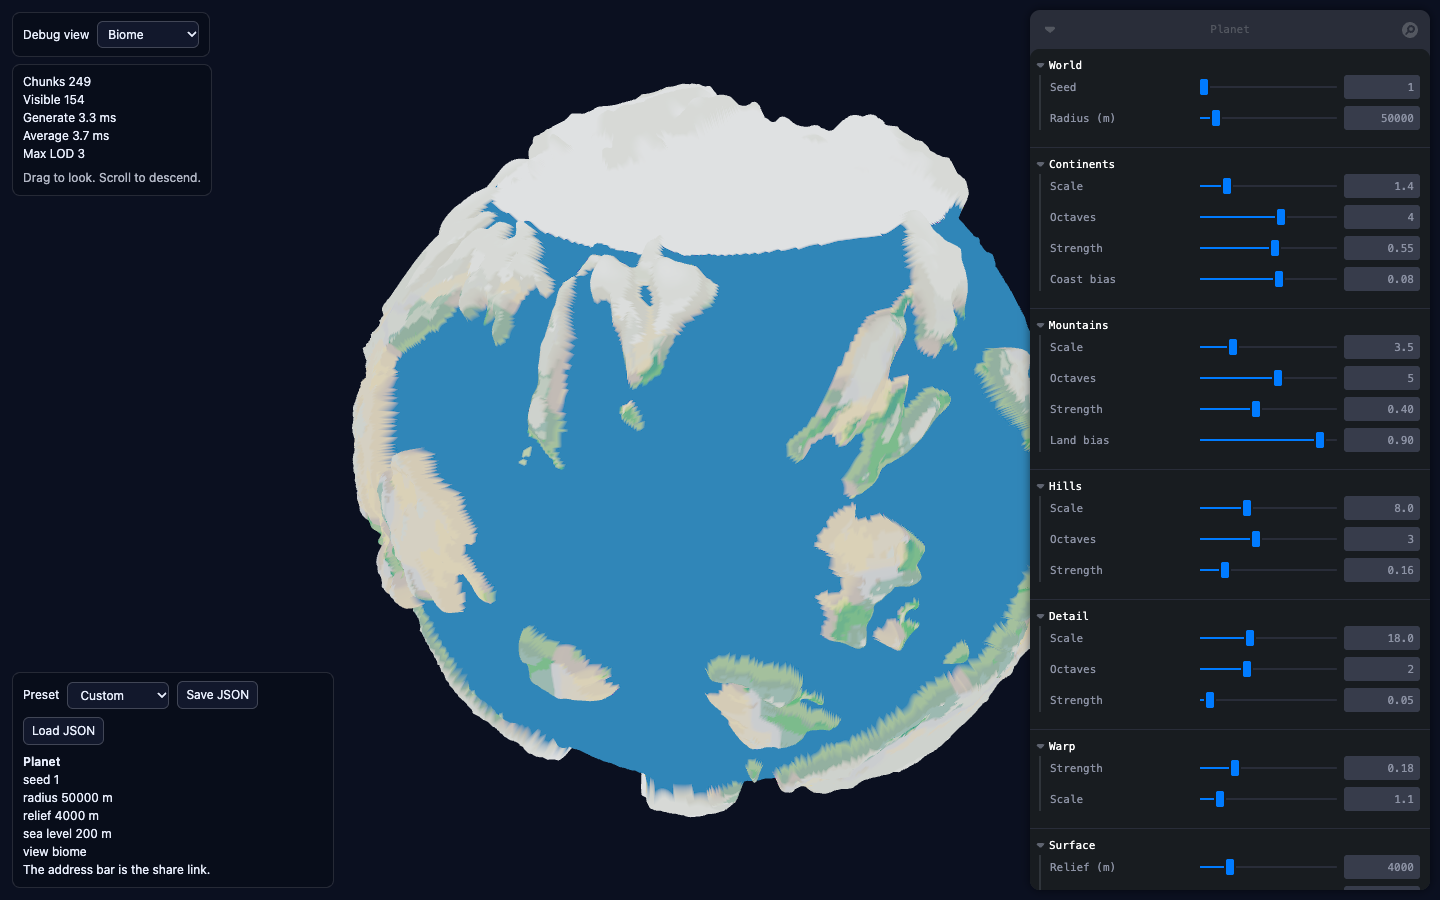 Debug view Biome
Chunks 249
Visible 154
Generate 3.3 ms
Average 3.7 ms
Max LOD 3
Drag to look. Scroll to descend.
Preset Custom Save JSON
Load JSON
Planet
seed 1
radius 50000 m
relief 4000 m
sea level 200 m
view biome
The address bar is the share link.
Planet
World
Seed 1
Radius (m) 50000
Continents
Scale 1.4
Octaves 4
Strength 0.55
Coast bias 0.08
Mountains
Scale 3.5
Octaves 5
Strength 0.40
Land bias 0.90
Hills
Scale 8.0
Octaves 3
Strength 0.16
Detail
Scale 18.0
Octaves 2
Strength 0.05
Warp
Strength 0.18
Scale 1.1
Surface
Relief (m) 4000